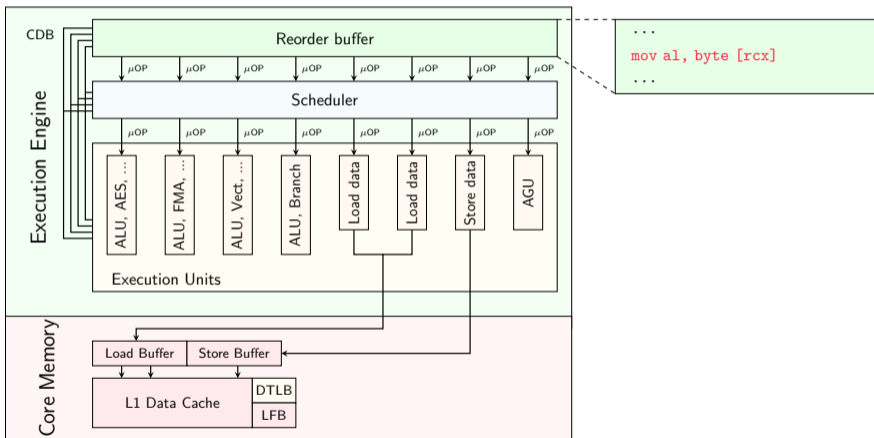 CDB
Reorder buffer
...
mov al, byte [rcx]
...
μOP μOP μOP μOP μOP μOP μOP μOP
Scheduler
μOP μOP μOP μOP μOP μOP μOP μOP
Execution Engine
ALU, AES, ...
ALU, FMA, ...
ALU, Vect, ...
ALU, Branch
Load data
Load data
Store data
AGU
Execution Units
Core Memory
Load Buffer
Store Buffer
L1 Data Cache
DTLB
LFB